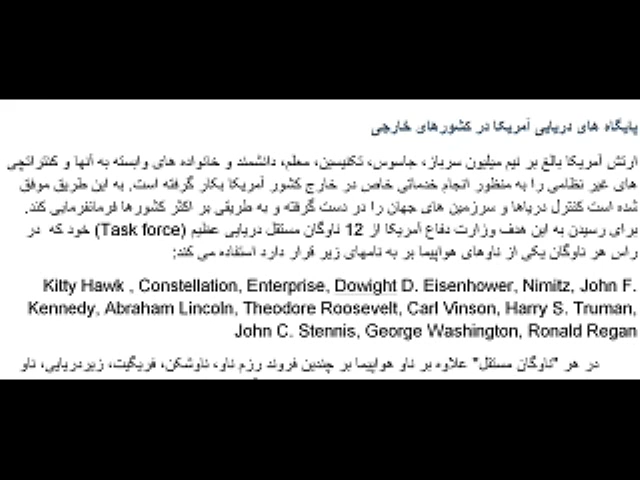 پایگاه های دریایی آمریکا در کشورهای خارجی
ارتش آمریکا بالغ بر نیم میلیون سرباز، جاسوس، تکنیسین، معلم، دانشمند و خانواده های وابسته به آنها و کنتراتچی
های غیر نظامی را به منظور انجام خدماتی خاص در خارج کشور آمریکا بکار گرفته است. به این طریق موفق
شده است کنترل دریاها و سرزمین های جهان را در دست گرفته و به طریقی بر اکثر کشورها فرمانفرمایی کند.
برای رسیدن به این هدف وزارت دفاع آمریکا از 12 ناوگان مستقل دریایی عظیم (Task force) خود که در
راس هر ناوگان یکی از ناوهای هواپیما بر به نامهای زیر قرار دارد استفاده می کند:
Kitty Hawk , Constellation, Enterprise, Dowight D. Eisenhower, Nimitz, John F.
Kennedy, Abraham Lincoln, Theodore Roosevelt, Carl Vinson, Harry S. Truman,
John C. Stennis, George Washington, Ronald Regan
در هر "ناوگان مستقل" علاوه بر ناو هواپیما بر چندین فروند رزم ناو، ناوشکن، فریگیت، زیردریایی، ناو